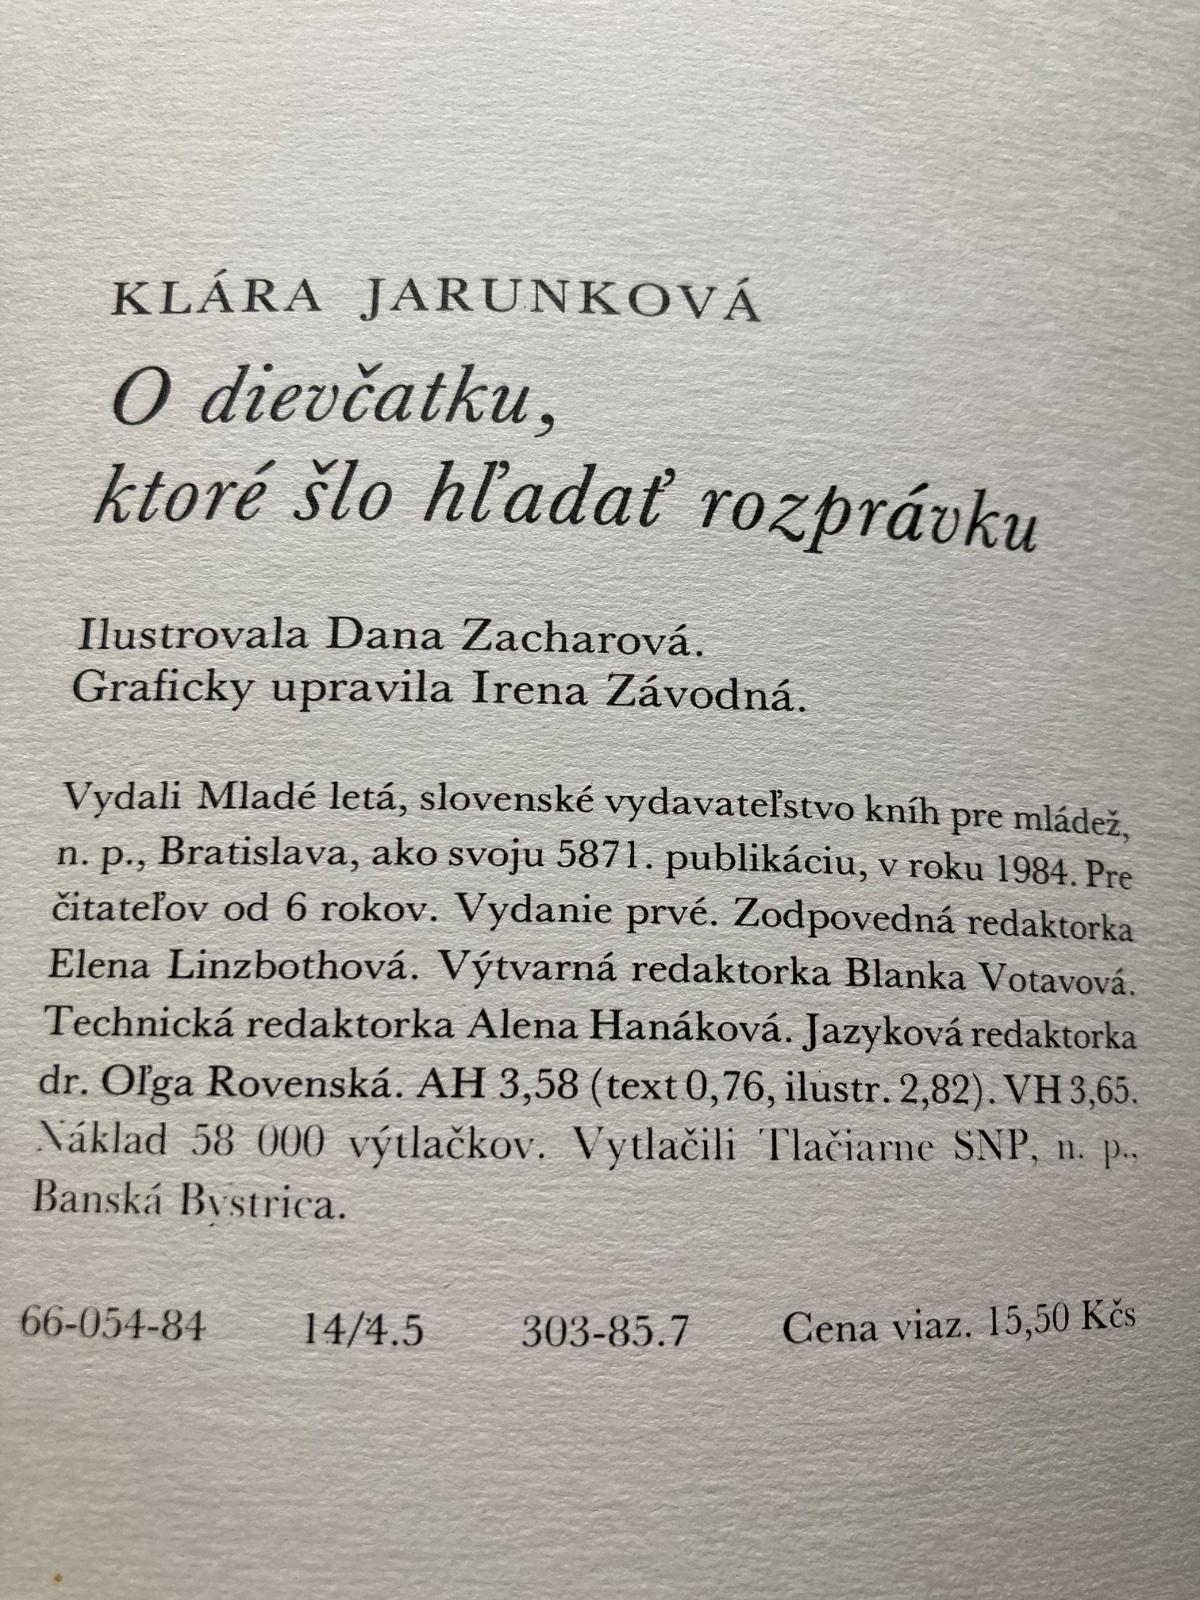 KLÁRA JARUNKOVÁ
O dievčatku,
ktoré šlo hľadať rozprávku
Ilustrovala Dana Zacharová.
Graficky upravila Irena Závodná.
Vydali Mladé letá, slovenské vydavateľstvo kníh pre mládež,
n. p., Bratislava, ako svoju 5871. publikáciu, v roku 1984. Pre
čitateľov od 6 rokov. Vydanie prvé. Zodpovedná redaktorka
Elena Linzbothová. Výtvarná redaktorka Blanka Votavová.
Technická redaktorka Alena Hanáková. Jazyková redaktorka
dr. Oľga Rovenská. AH 3,58 (text 0,76, ilustr. 2,82). VH 3,65.
Náklad 58 000 výtlačkov. Vytlačili Tlačiarne SNP, n. p.,
Banská Bystrica.
66-054-84 14/4.5 303-85.7 Cena viaz. 15,50 Kčs